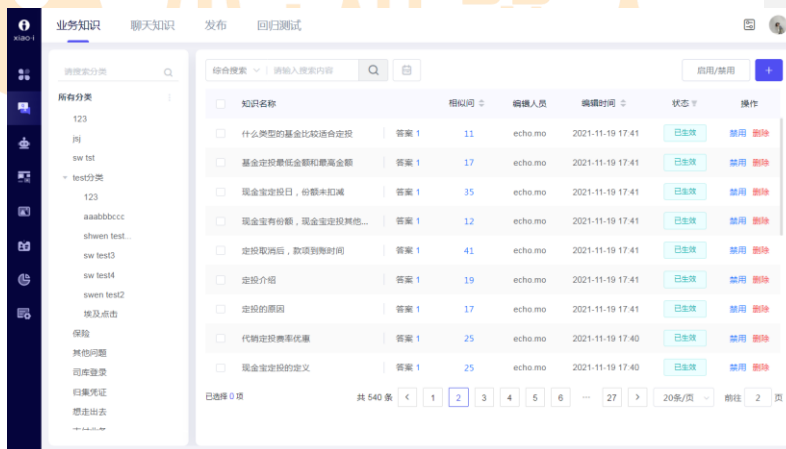 xiao·i
业务知识 聊天知识 发布 回归测试
请搜索分类
综合搜索 请输入搜索内容 启用/禁用 +
所有分类
123
jsj
sw tst
test分类
123
aaabbbccc
shwen test...
sw test3
sw test4
swen test2
埃及点击
保险
其他问题
司库登录
归集凭证
想走出去
知识名称 相似问 编辑人员 编辑时间 状态 操作
什么类型的基金比较适合定投 答案 1 11 echo.mo 2021-11-19 17:41 已生效 禁用 删除
基金定投最低金额和最高金额 答案 1 17 echo.mo 2021-11-19 17:41 已生效 禁用 删除
现金宝定投日，份额未扣减 答案 1 35 echo.mo 2021-11-19 17:41 已生效 禁用 删除
现金宝有份额，现金宝定投其他... 答案 1 12 echo.mo 2021-11-19 17:41 已生效 禁用 删除
定投取消后，款项到账时间 答案 1 41 echo.mo 2021-11-19 17:41 已生效 禁用 删除
定投介绍 答案 1 19 echo.mo 2021-11-19 17:41 已生效 禁用 删除
定投的原因 答案 1 17 echo.mo 2021-11-19 17:41 已生效 禁用 删除
代销定投费率优惠 答案 1 25 echo.mo 2021-11-19 17:40 已生效 禁用 删除
现金宝定投的定义 答案 1 25 echo.mo 2021-11-19 17:40 已生效 禁用 删除
已选择 0 项 共 540 条 < 1 2 3 4 5 6 ··· 27 > 20条/页 前往 2 页